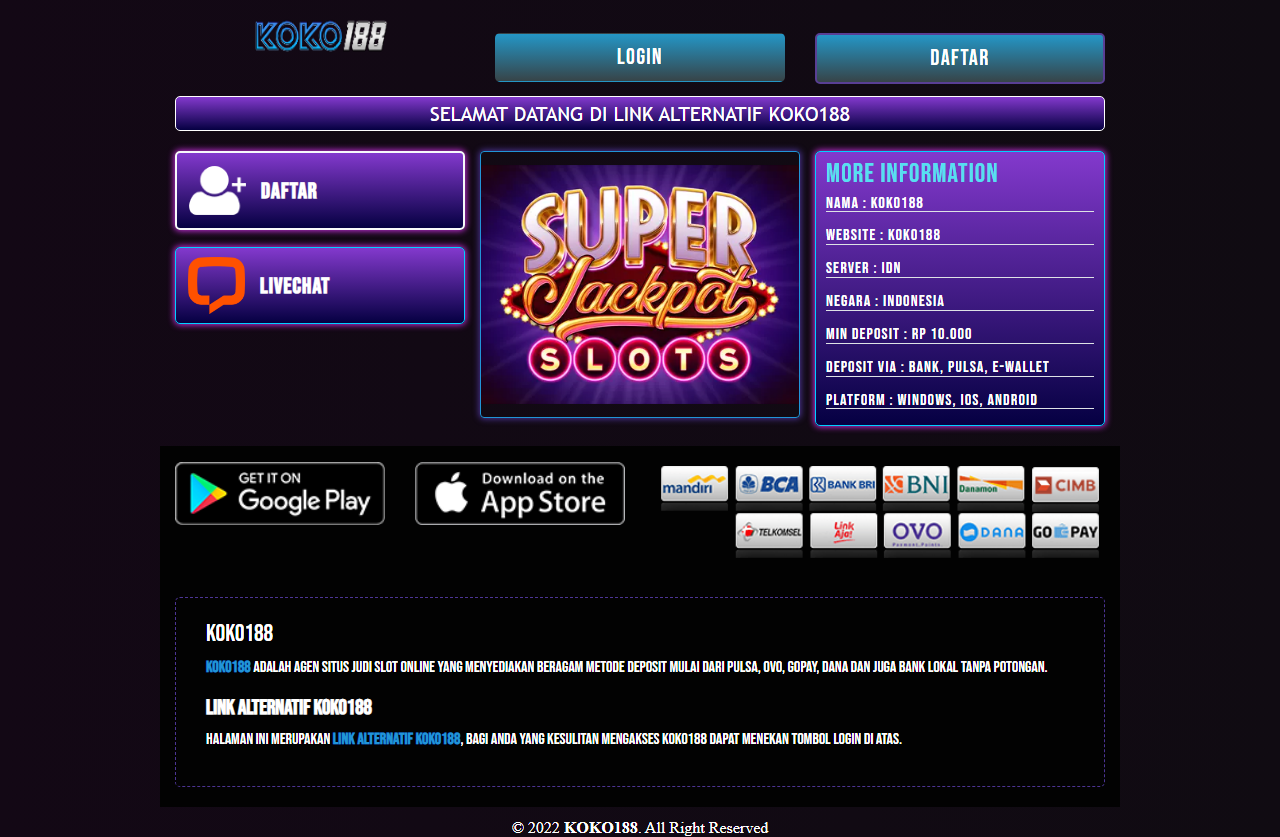 KOKO188
LOGIN
DAFTAR
SELAMAT DATANG DI LINK ALTERNATIF KOKO188
DAFTAR
LIVECHAT
SUPER
Jackpot
SLOTS
MORE INFORMATION
NAMA : KOKO188
WEBSITE : KOKO188
SERVER : IDN
NEGARA : INDONESIA
MIN DEPOSIT : RP 10.000
DEPOSIT VIA : BANK, PULSA, E-WALLET
PLATFORM : WINDOWS, IOS, ANDROID
GET IT ON
Google Play
Download on the
App Store
mandiri BCA BANK BRI BNI Danamon CIMB
TELKOMSEL Link Aja! OVO DANA GOPAY
KOKO188
KOKO188 ADALAH AGEN SITUS JUDI SLOT ONLINE YANG MENYEDIAKAN BERAGAM METODE DEPOSIT MULAI DARI PULSA, OVO, GOPAY, DANA DAN JUGA BANK LOKAL TANPA POTONGAN.
LINK ALTERNATIF KOKO188
HALAMAN INI MERUPAKAN LINK ALTERNATIF KOKO188, BAGI ANDA YANG KESULITAN MENGAKSES KOKO188 DAPAT MENEKAN TOMBOL LOGIN DI ATAS.
© 2022 KOKO188. All Right Reserved